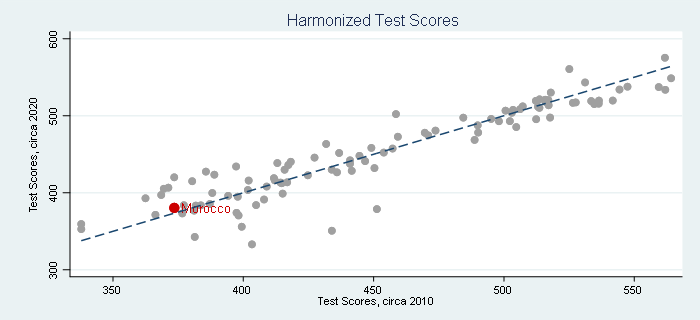 Harmonized Test Scores
Test Scores, circa 2020
600
500
400
300
Morocco
350
400
450
500
550
Test Scores, circa 2010